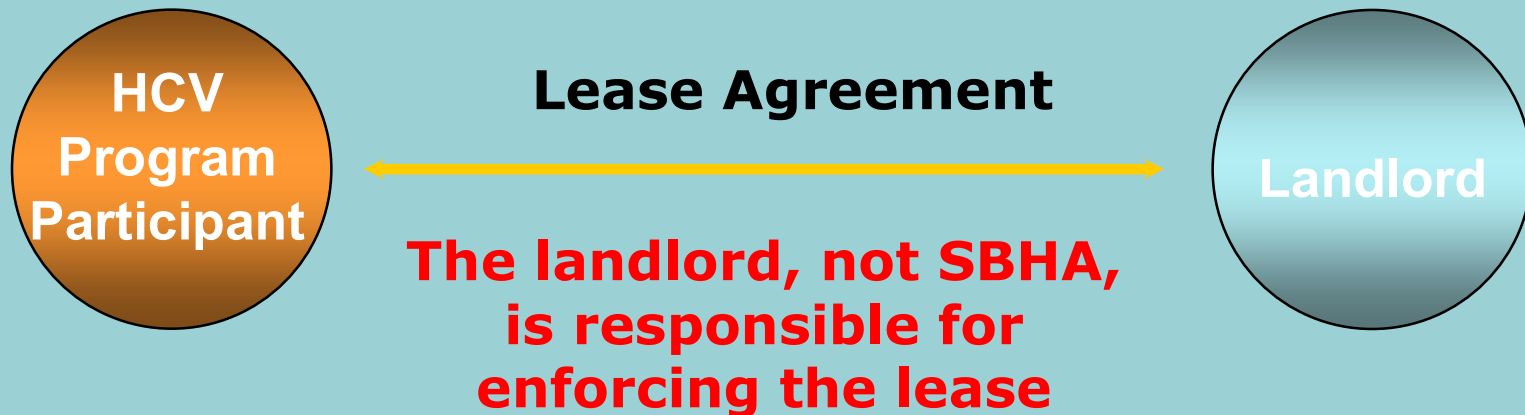 HCV
Program
Participant
Lease Agreement
The landlord, not SBHA,
is responsible for
enforcing the lease
Landlord